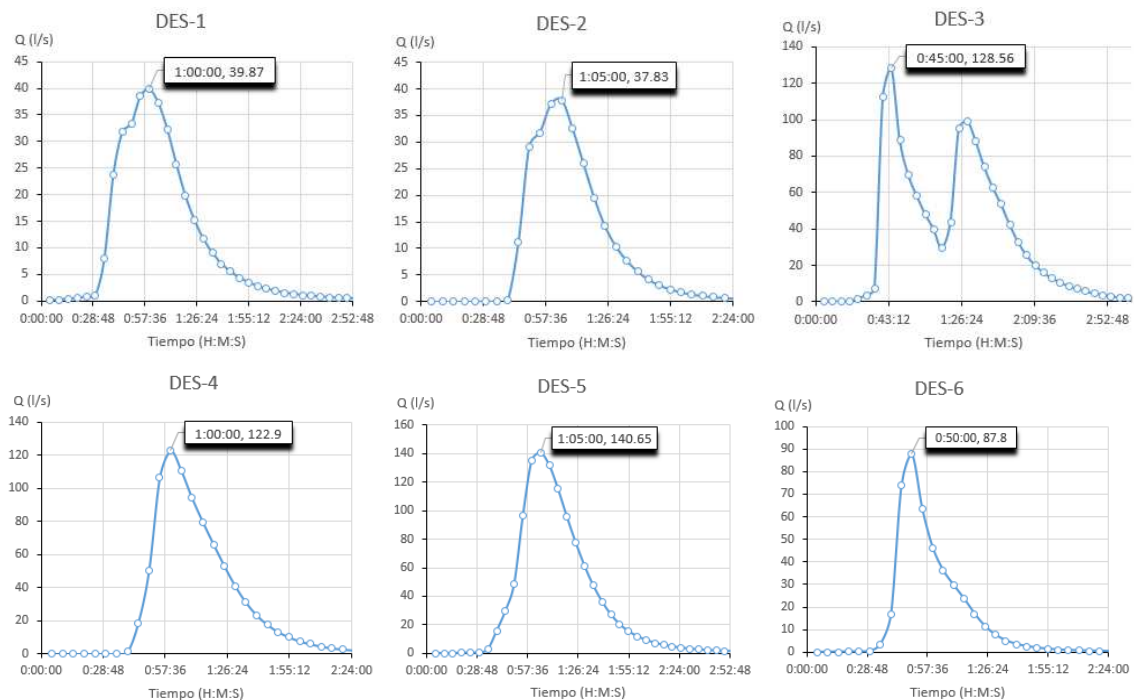 DES-1
Q (l/s)
1:00:00, 39.87
45
40
35
30
25
20
15
10
5
0
0:00:00 0:28:48 0:57:36 1:26:24 1:55:12 2:24:00 2:52:48
Tiempo (H:M:S)
DES-2
Q (l/s)
1:05:00, 37.83
45
40
35
30
25
20
15
10
5
0
0:00:00 0:28:48 0:57:36 1:26:24 1:55:12 2:24:00
Tiempo (H:M:S)
DES-3
Q (l/s)
0:45:00, 128.56
140
120
100
80
60
40
20
0
0:00:00 0:43:12 1:26:24 2:09:36 2:52:48
Tiempo (H:M:S)
DES-4
Q (l/s)
1:00:00, 122.9
140
120
100
80
60
40
20
0
0:00:00 0:28:48 0:57:36 1:26:24 1:55:12 2:24:00
Tiempo (H:M:S)
DES-5
Q (l/s)
1:05:00, 140.65
160
140
120
100
80
60
40
20
0
0:00:00 0:28:48 0:57:36 1:26:24 1:55:12 2:24:00 2:52:48
Tiempo (H:M:S)
DES-6
Q (l/s)
0:50:00, 87.8
100
90
80
70
60
50
40
30
20
10
0
0:00:00 0:28:48 0:57:36 1:26:24 1:55:12 2:24:00
Tiempo (H:M:S)